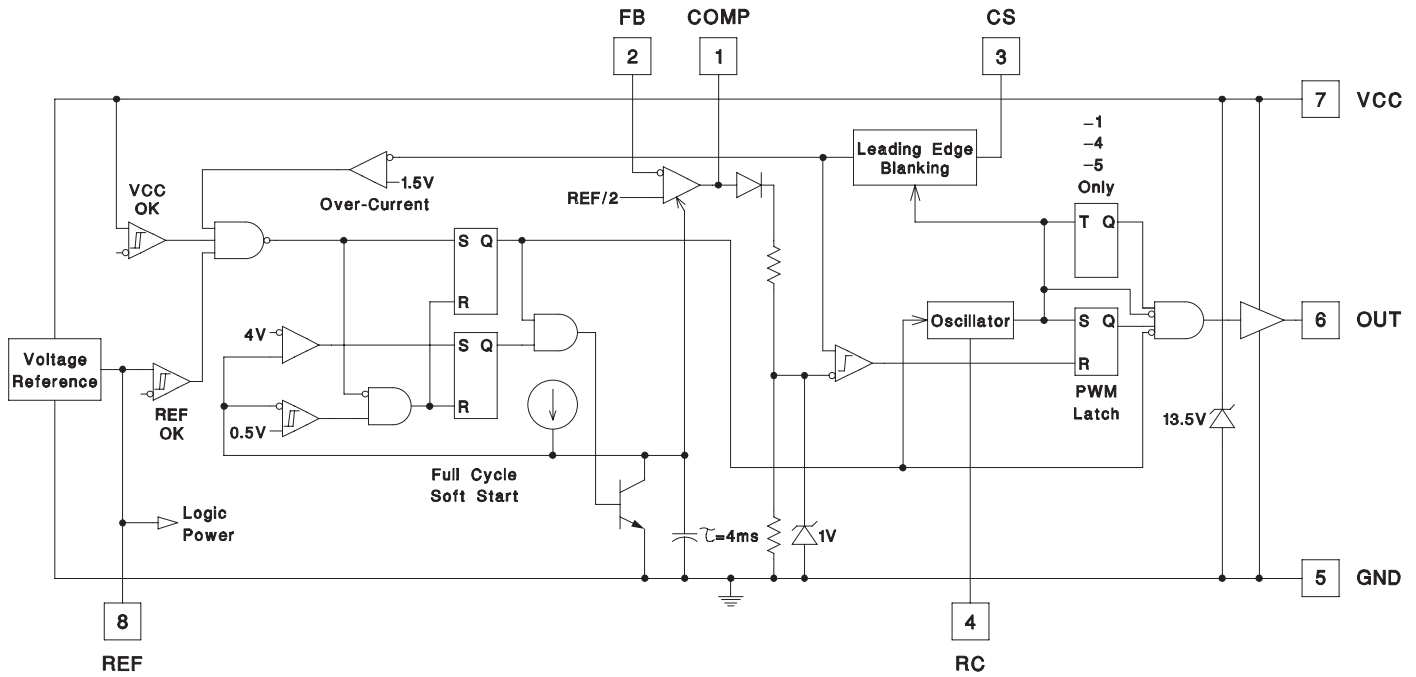 FB
COMP
CS
2
1
3
7
VCC
–1
–4
–5
Only
Leading Edge
Blanking
1.5V
Over-Current
VCC
OK
REF/2
S Q
R
T Q
4V
S Q
R
Oscillator
S Q
R
PWM
Latch
6
OUT
Voltage
Reference
REF
OK
0.5V
13.5V
Full Cycle
Soft Start
Logic
Power
τ=4ms
1V
5
GND
8
REF
4
RC